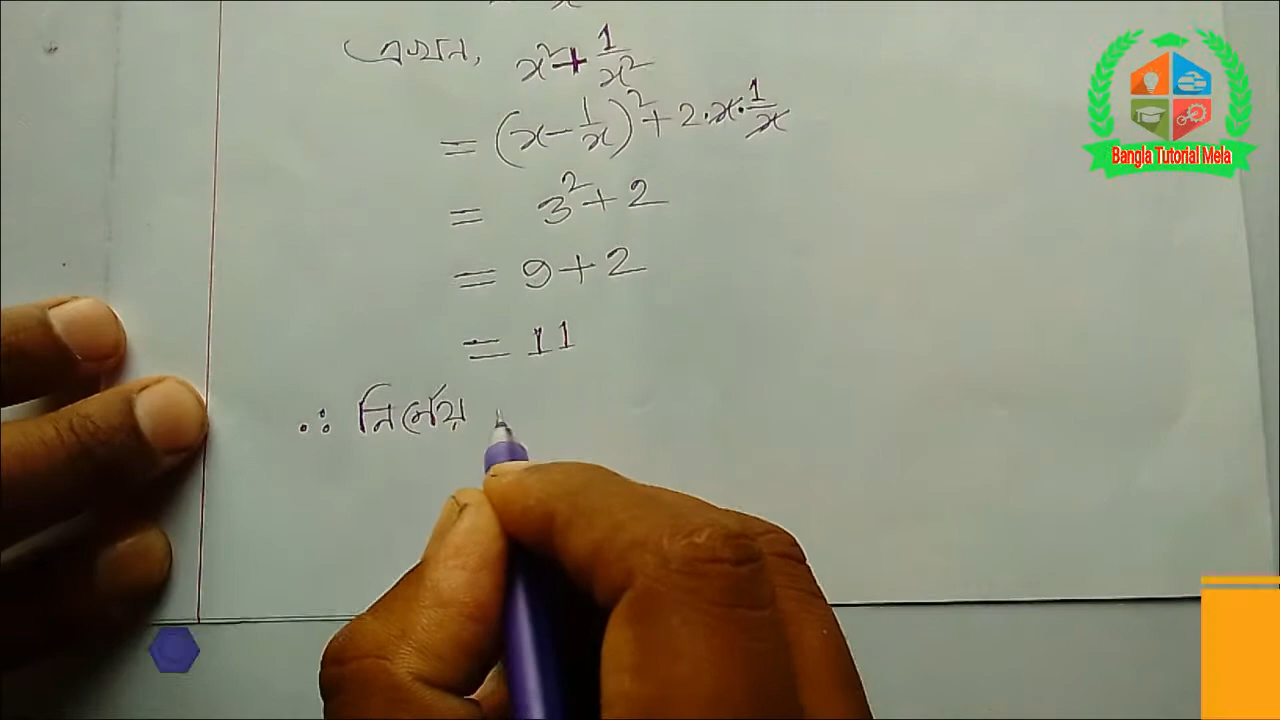 এখন, x² + 1/x²
= (x - 1/x)² + 2.x.1/x
= 3² + 2
= 9 + 2
= 11
∴ নির্ণেয়
Bangla Tutorial Mela